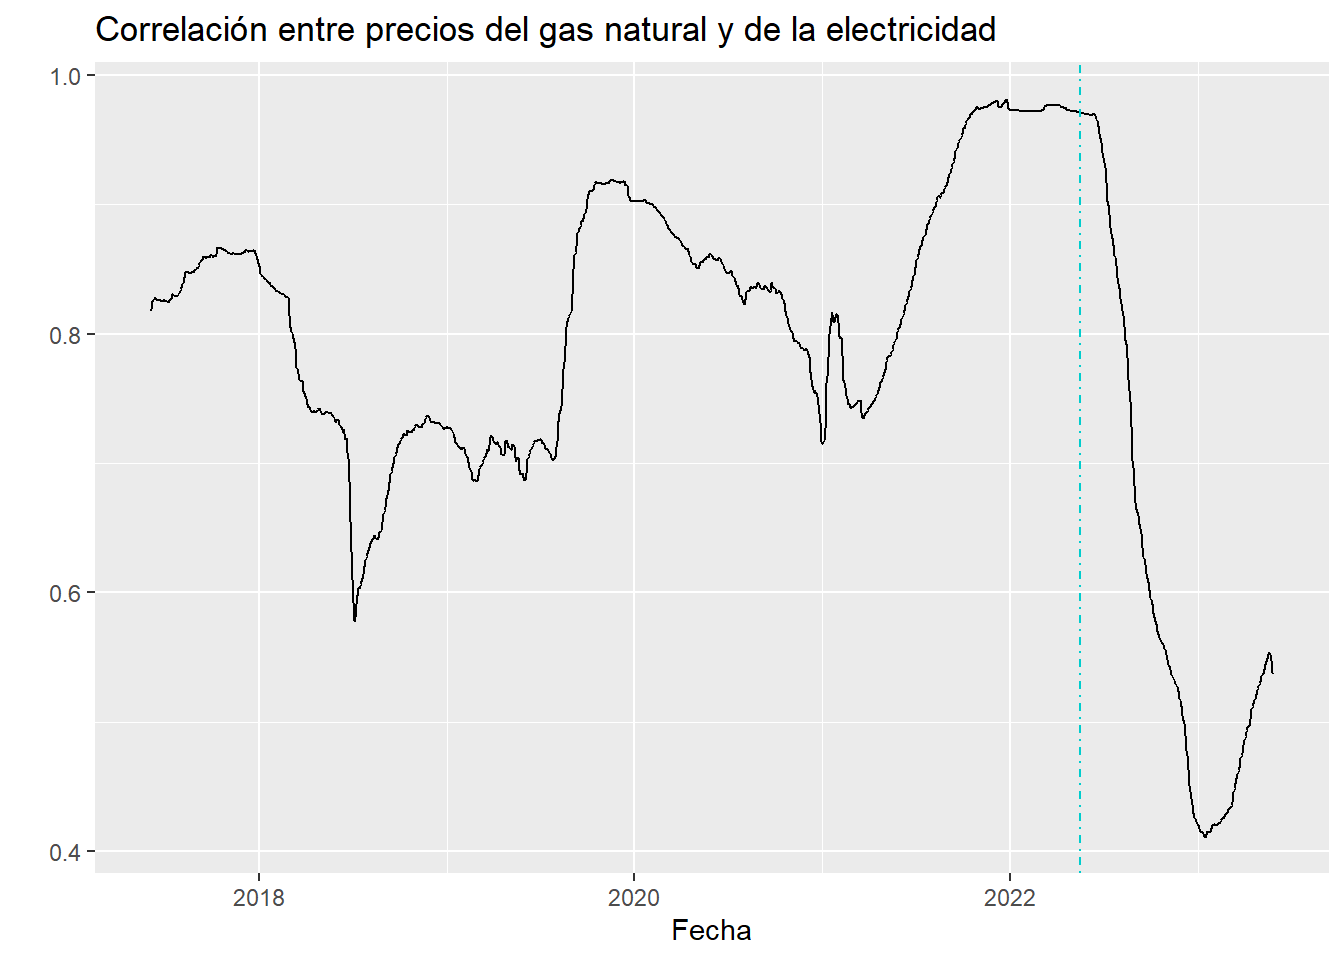 Correlación entre precios del gas natural y de la electricidad
1.0
0.8
0.6
0.4
2018 2020 2022
Fecha